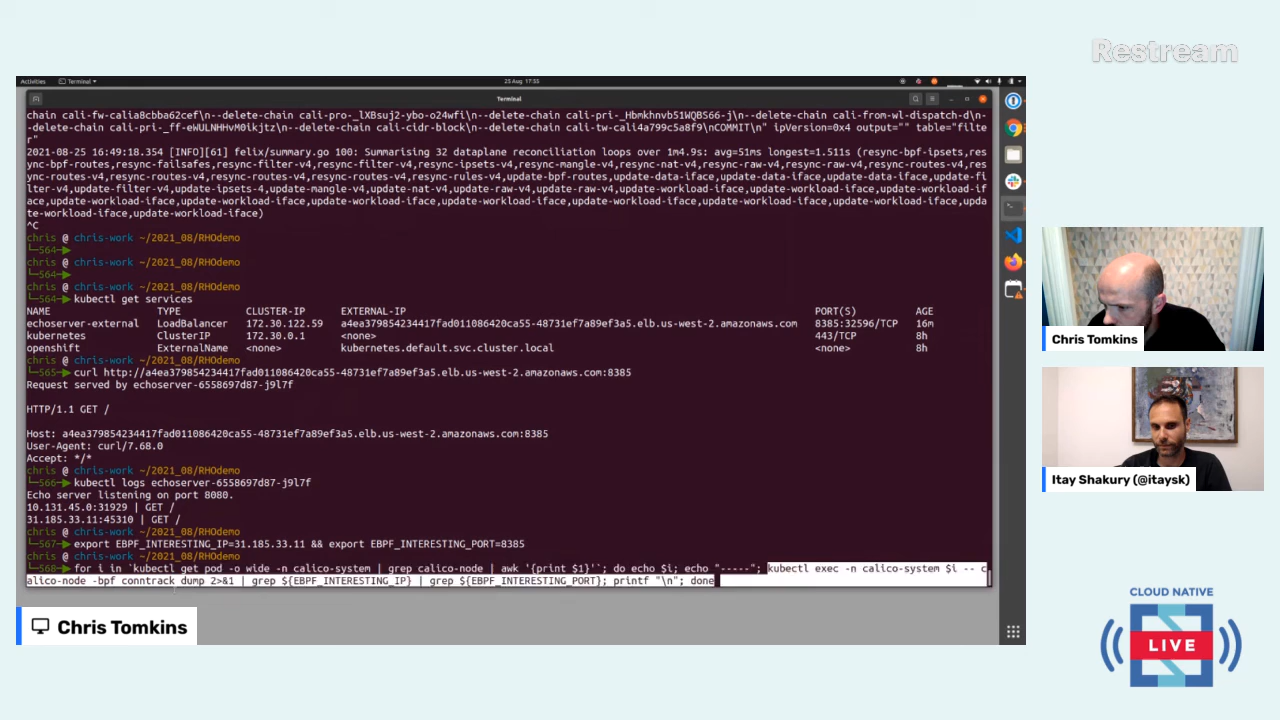 Restream
Activities
Terminal
25 Aug 17:55
Terminal
chain cali-fw-calia8cbba62cef\n--delete-chain cali-pro-_lXBsuj2-ybo-o24wfi\n--delete-chain cali-pri-_Hbmkhnvb51WQBS66-j\n--delete-chain cali-from-wl-dispatch-d\n-
-delete-chain cali-pri-_ff-eWULNHHvM0ikjtz\n--delete-chain cali-cidr-block\n--delete-chain cali-tw-cali4a799c5a8f9\nCOMMIT\n" ipVersion=0x4 output="" table="filte
r"
2021-08-25 16:49:18.354 [INFO][61] felix/summary.go 100: Summarising 32 dataplane reconciliation loops over 1m4.9s: avg=51ms longest=1.511s (resync-bpf-ipsets,res
ync-bpf-routes,resync-failsafes,resync-filter-v4,resync-filter-v4,resync-ipsets-v4,resync-mangle-v4,resync-nat-v4,resync-raw-v4,resync-raw-v4,resync-routes-v4,re
sync-routes-v4,resync-routes-v4,resync-routes-v4,resync-rules-v4,update-bpf-routes,update-data-iface,update-data-iface,update-data-iface,update-fi
lter-v4,update-filter-v4,update-ipsets-4,update-mangle-v4,update-nat-v4,update-raw-v4,update-raw-v4,update-workload-iface,update-workload-iface,update-workload-if
ace,update-workload-iface,update-workload-iface,update-workload-iface,update-workload-iface,update-workload-iface,update-workload-iface,update-workload-iface,upda
te-workload-iface,update-workload-iface)
^C
chris @ chris-work ~/2021_08/RHOdemo
└─564─►
chris @ chris-work ~/2021_08/RHOdemo
└─564─►
chris @ chris-work ~/2021_08/RHOdemo
└─564─►kubectl get services
NAME TYPE CLUSTER-IP EXTERNAL-IP PORT(S) AGE
echoserver-external LoadBalancer 172.30.122.59 a4ea379854234417fad011086420ca55-48731ef7a89ef3a5.elb.us-west-2.amazonaws.com 8385:32596/TCP 16m
kubernetes ClusterIP 172.30.0.1 <none> 443/TCP 8h
openshift ExternalName <none> kubernetes.default.svc.cluster.local <none> 8h
chris @ chris-work ~/2021_08/RHOdemo
└─565─►curl http://a4ea379854234417fad011086420ca55-48731ef7a89ef3a5.elb.us-west-2.amazonaws.com:8385
Request served by echoserver-6558697d87-j9l7f
HTTP/1.1 GET /
Host: a4ea379854234417fad011086420ca55-48731ef7a89ef3a5.elb.us-west-2.amazonaws.com:8385
User-Agent: curl/7.68.0
Accept: */*
chris @ chris-work ~/2021_08/RHOdemo
└─566─►kubectl logs echoserver-6558697d87-j9l7f
Echo server listening on port 8080.
10.131.45.0:31929 | GET /
31.185.33.11:45310 | GET /
chris @ chris-work ~/2021_08/RHOdemo
└─567─►export EBPF_INTERESTING_IP=31.185.33.11 && export EBPF_INTERESTING_PORT=8385
chris @ chris-work ~/2021_08/RHOdemo
└─568─►for i in `kubectl get pod -o wide -n calico-system | grep calico-node | awk '{print $1}'`; do echo $i; echo "-----"; kubectl exec -n calico-system $i -- c
alico-node -bpf conntrack dump 2>&1 | grep ${EBPF_INTERESTING_IP} | grep ${EBPF_INTERESTING_PORT}; printf "\n"; done
Chris Tomkins
Chris Tomkins
Itay Shakury (@itaysk)
CLOUD NATIVE
LIVE